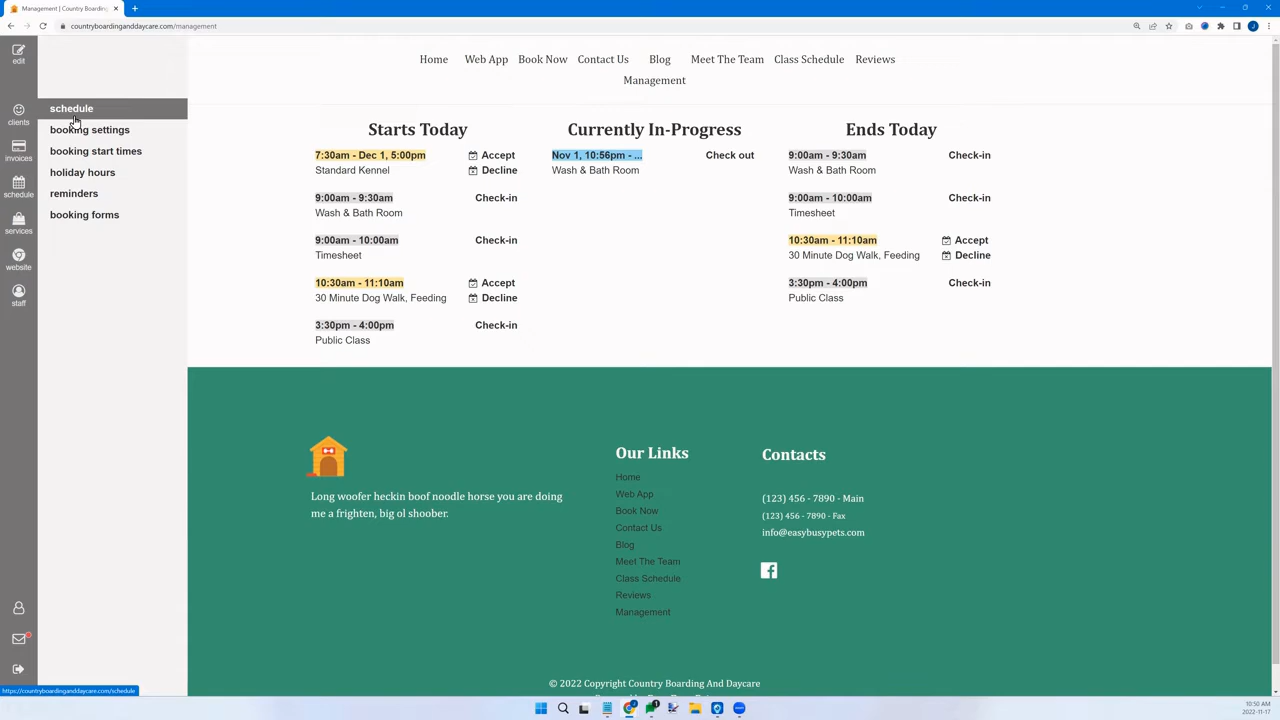 Management | Country Boarding
countryboardinganddaycare.com/management
edit
clients
invoices
schedule
services
website
staff
schedule
booking settings
booking start times
holiday hours
reminders
booking forms
Home Web App Book Now Contact Us Blog Meet The Team Class Schedule Reviews
Management
Starts Today
7:30am - Dec 1, 5:00pm Accept
Standard Kennel Decline
9:00am - 9:30am Check-in
Wash & Bath Room
9:00am - 10:00am Check-in
Timesheet
10:30am - 11:10am Accept
30 Minute Dog Walk, Feeding Decline
3:30pm - 4:00pm Check-in
Public Class
Currently In-Progress
Nov 1, 10:56pm - ... Check out
Wash & Bath Room
Ends Today
9:00am - 9:30am Check-in
Wash & Bath Room
9:00am - 10:00am Check-in
Timesheet
10:30am - 11:10am Accept
30 Minute Dog Walk, Feeding Decline
3:30pm - 4:00pm Check-in
Public Class
Long woofer heckin boof noodle horse you are doing
me a frighten, big ol shoober.
Our Links
Home
Web App
Book Now
Contact Us
Blog
Meet The Team
Class Schedule
Reviews
Management
Contacts
(123) 456 - 7890 - Main
(123) 456 - 7890 - Fax
info@easybusypets.com
© 2022 Copyright Country Boarding And Daycare
https://countryboardinganddaycare.com/schedule
10:50 AM
2022-11-17